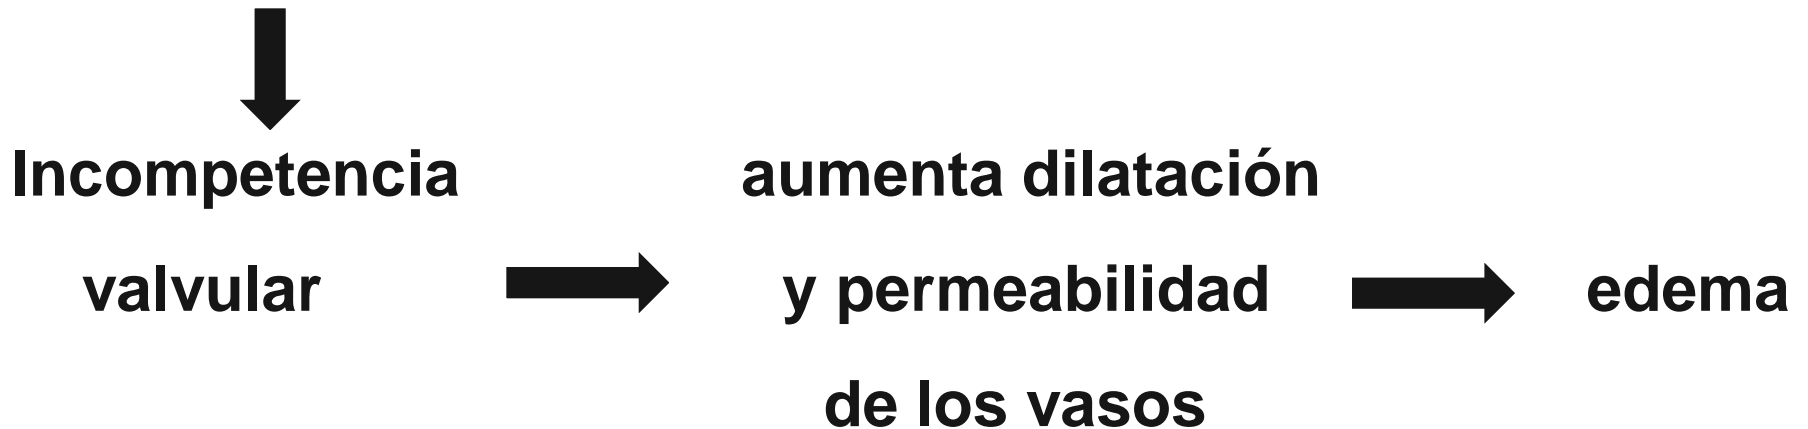 Incompetencia aumenta dilatación
valvular y permeabilidad edema
de los vasos